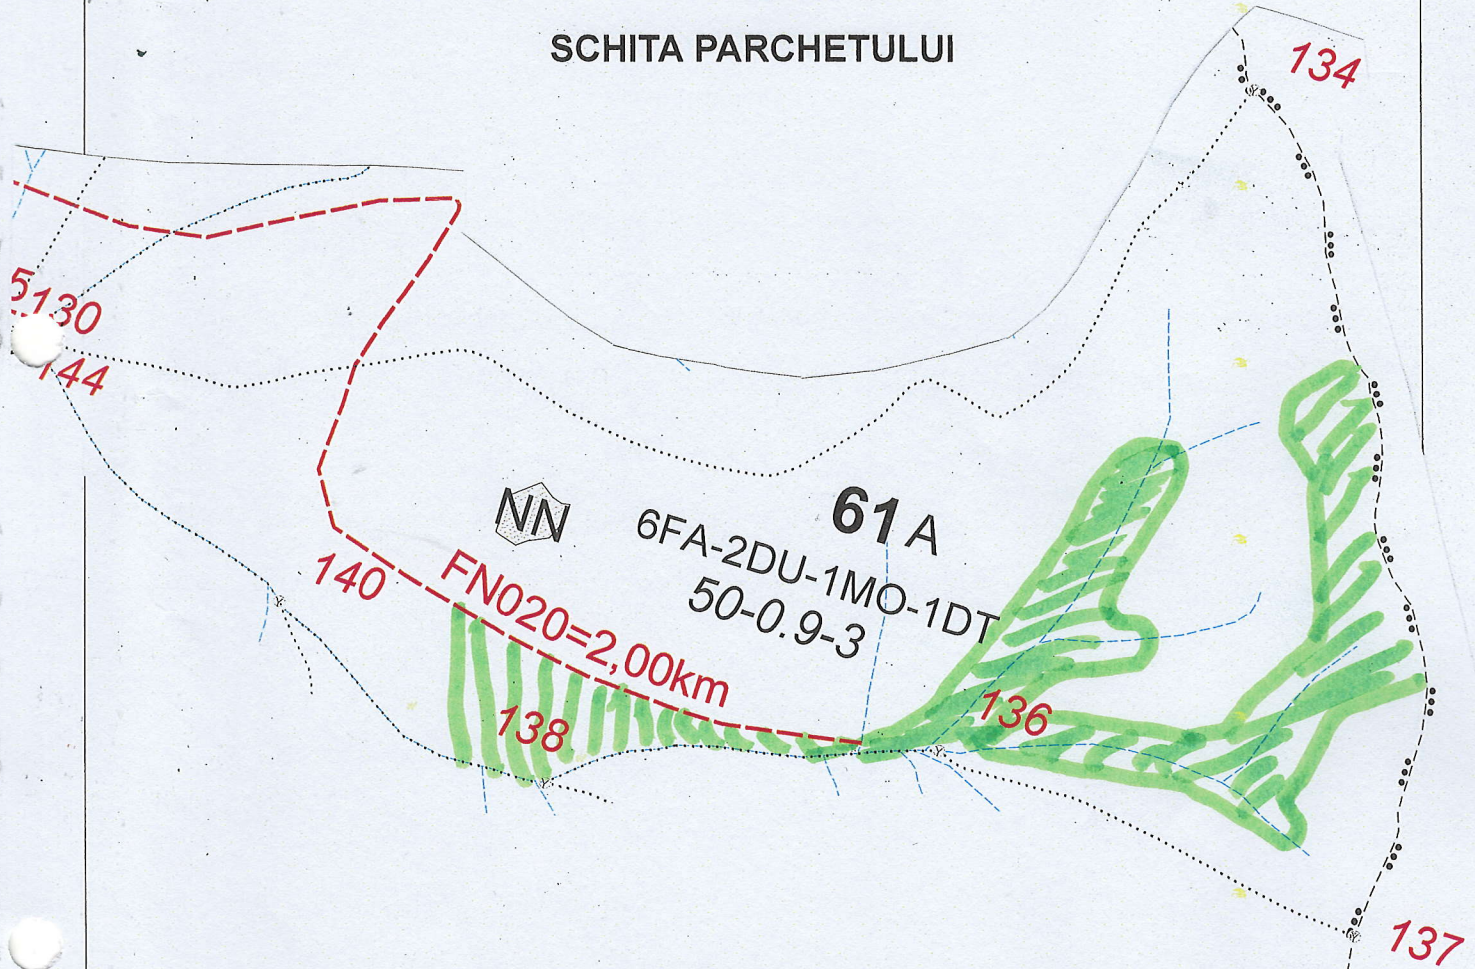 SCHITA PARCHETULUI
134
5130
144
61 A
NN
6FA-2DU-1MO-1DT
50-0.9-3
140
FN020=2,00km
138
136
137